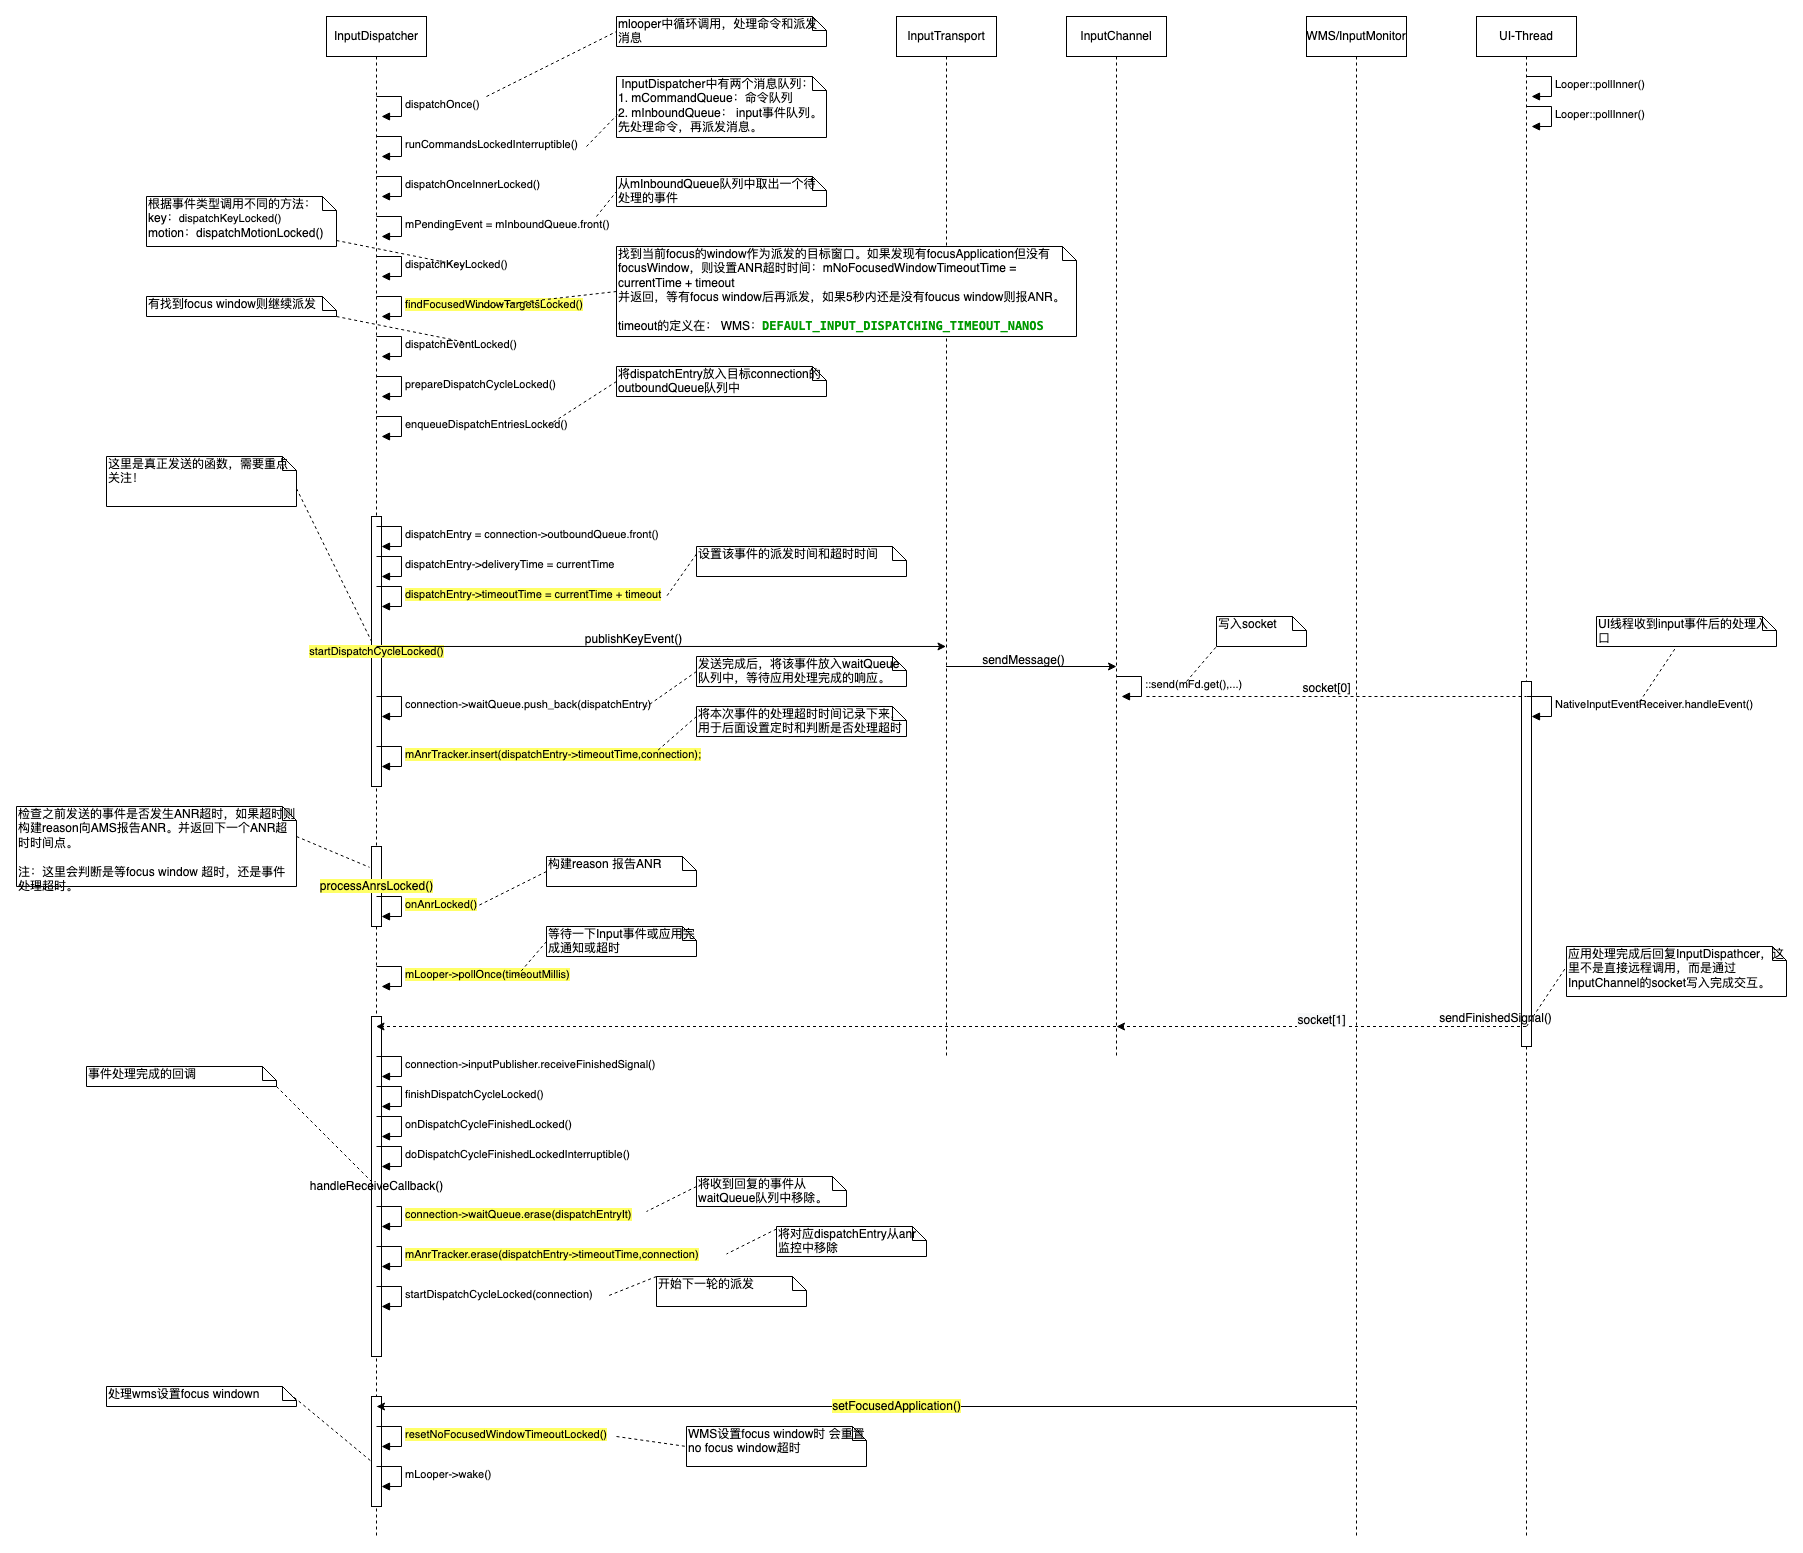 InputDispatcher
InputTransport
InputChannel
WMS/InputMonitor
UI-Thread
mlooper中循环调用，处理命令和派发
消息
Looper::pollInner()
Looper::pollInner()
dispatchOnce()
InputDispatcher中有两个消息队列：
1. mCommandQueue：命令队列
2. mInboundQueue： input事件队列。
先处理命令，再派发消息。
runCommandsLockedInterruptible()
dispatchOnceInnerLocked()
从mInboundQueue队列中取出一个待
处理的事件
根据事件类型调用不同的方法：
key：dispatchKeyLocked()
motion：dispatchMotionLocked()
mPendingEvent = mInboundQueue.front()
dispatchKeyLocked()
找到当前focus的window作为派发的目标窗口。如果发现有focusApplication但没有
focusWindow，则设置ANR超时时间：mNoFocusedWindowTimeoutTime =
currentTime + timeout
并返回，等有focus window后再派发，如果5秒内还是没有foucus window则报ANR。
timeout的定义在： WMS：DEFAULT_INPUT_DISPATCHING_TIMEOUT_NANOS
有找到focus window则继续派发
findFocusedWindowTargetsLocked()
dispatchEventLocked()
prepareDispatchCycleLocked()
将dispatchEntry放入目标connection的
outboundQueue队列中
enqueueDispatchEntriesLocked()
这里是真正发送的函数，需要重点
关注！
dispatchEntry = connection->outboundQueue.front()
dispatchEntry->deliveryTime = currentTime
设置该事件的派发时间和超时时间
dispatchEntry->timeoutTime = currentTime + timeout
publishKeyEvent()
startDispatchCycleLocked()
sendMessage()
写入socket
UI线程收到input事件后的处理入
口
发送完成后，将该事件放入waitQueue
队列中，等待应用处理完成的响应。
::send(mFd.get(),...)
socket[0]
connection->waitQueue.push_back(dispatchEntry)
NativeInputEventReceiver.handleEvent()
将本次事件的处理超时时间记录下来，
用于后面设置定时和判断是否处理超时
mAnrTracker.insert(dispatchEntry->timeoutTime,connection);
检查之前发送的事件是否发生ANR超时，如果超时则
构建reason向AMS报告ANR。并返回下一个ANR超
时时间点。
注：这里会判断是等focus window 超时，还是事件
处理超时。
构建reason 报告ANR
processAnrsLocked()
onAnrLocked()
等待一下Input事件或应用完
成通知或超时
mLooper->pollOnce(timeoutMillis)
应用处理完成后回复InputDispathcer，这
里不是直接远程调用，而是通过
InputChannel的socket写入完成交互。
socket[1]
sendFinishedSignal()
connection->inputPublisher.receiveFinishedSignal()
事件处理完成的回调
finishDispatchCycleLocked()
onDispatchCycleFinishedLocked()
doDispatchCycleFinishedLockedInterruptible()
handleReceiveCallback()
将收到回复的事件从
waitQueue队列中移除。
connection->waitQueue.erase(dispatchEntryIt)
将对应dispatchEntry从anr
监控中移除
mAnrTracker.erase(dispatchEntry->timeoutTime,connection)
开始下一轮的派发
startDispatchCycleLocked(connection)
处理wms设置focus windown
setFocusedApplication()
resetNoFocusedWindowTimeoutLocked()
WMS设置focus window时 会重置
no focus window超时
mLooper->wake()